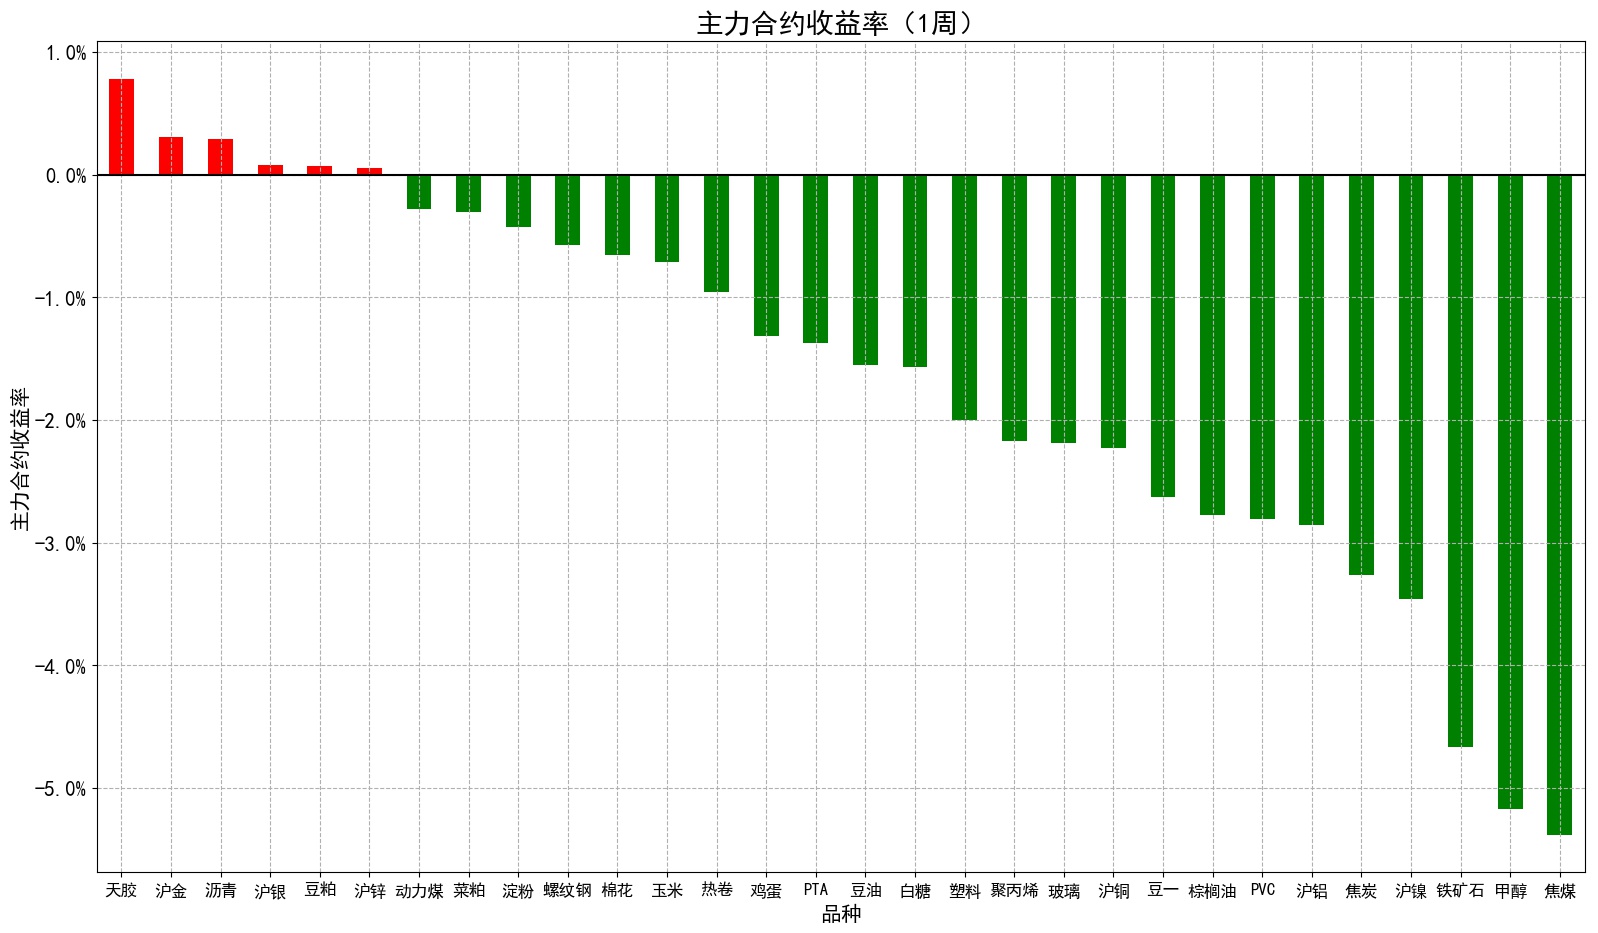 主力合约收益率（1周）
主力合约收益率
1.0%
0.0%
−1.0%
−2.0%
−3.0%
−4.0%
−5.0%
天胶 沪金 沥青 沪银 豆粕 沪锌 动力煤 菜粕 淀粉 螺纹钢 棉花 玉米 热卷 鸡蛋 PTA 豆油 白糖 塑料 聚丙烯 玻璃 沪铜 豆一 棕榈油 PVC 沪铝 焦炭 沪镍 铁矿石 甲醇 焦煤
品种